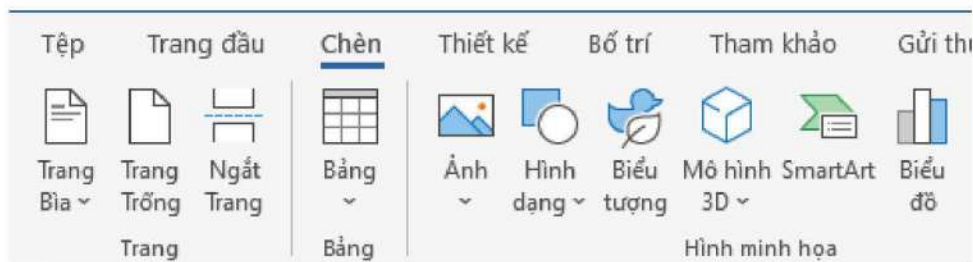 Tệp Trang đầu Chèn Thiết kế Bố trí Tham khảo Gửi
Trang Trang Ngắt Bảng Ảnh Hình Biểu Mô hình SmartArt Biểu
Bìa Trống Trang dạng tượng 3D đồ
Trang Bảng Hình minh họa